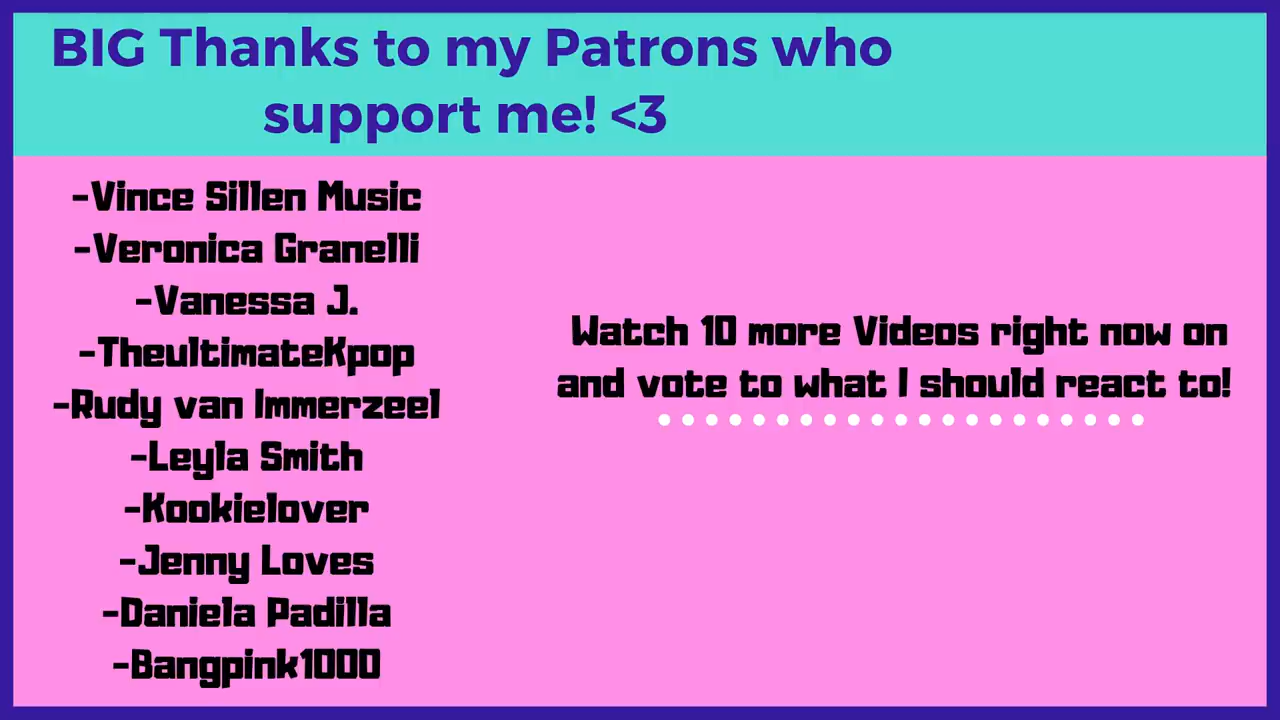 BIG Thanks to my Patrons who
support me! <3
-Vince Sillen Music
-Veronica Granelli
-Vanessa J.
-TheultimateKpop
-Rudy van Immerzeel
-Leyla Smith
-Kookielover
-Jenny Loves
-Daniela Padilla
-Bangpink1000
Watch 10 more Videos right now on
and vote to what I should react to!